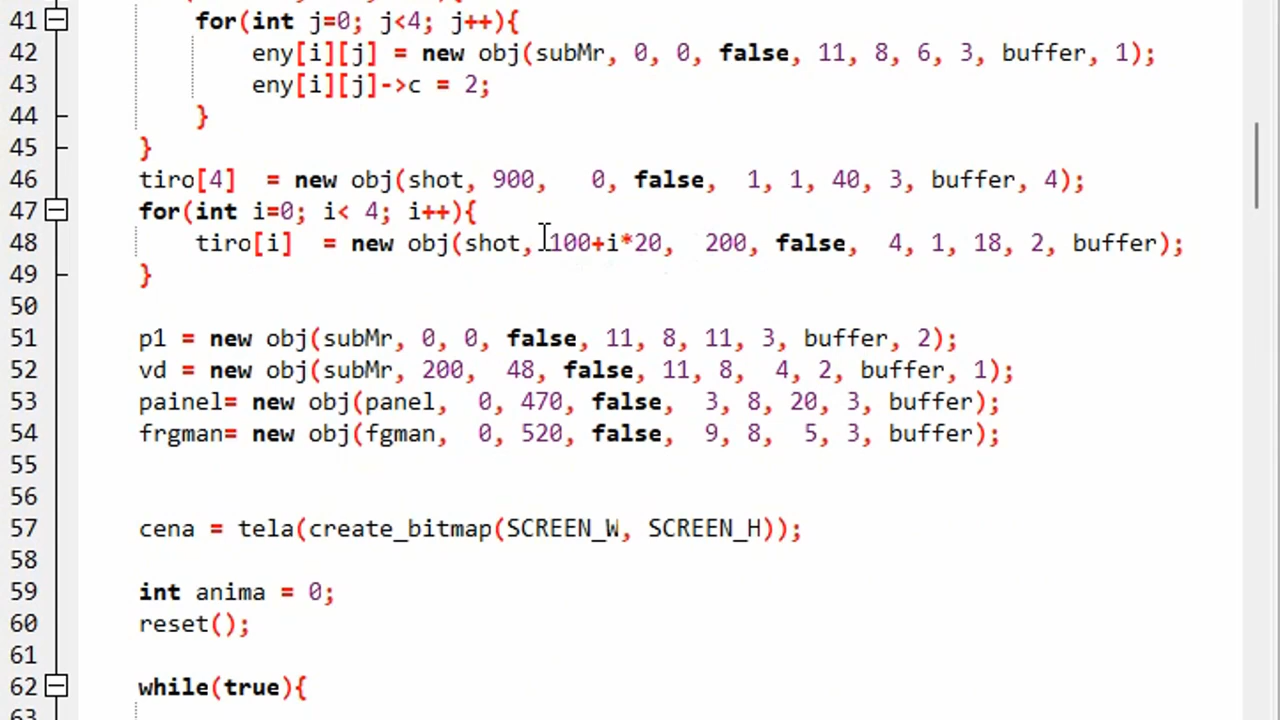 41 for(int j=0; j<4; j++){
42 eny[i][j] = new obj(subMr, 0, 0, false, 11, 8, 6, 3, buffer, 1);
43 eny[i][j]->c = 2;
44 }
45 }
46 tiro[4] = new obj(shot, 900, 0, false, 1, 1, 40, 3, buffer, 4);
47 for(int i=0; i< 4; i++){
48 tiro[i] = new obj(shot, 100+i*20, 200, false, 4, 1, 18, 2, buffer);
49 }
50
51 p1 = new obj(subMr, 0, 0, false, 11, 8, 11, 3, buffer, 2);
52 vd = new obj(subMr, 200, 48, false, 11, 8, 4, 2, buffer, 1);
53 painel= new obj(panel, 0, 470, false, 3, 8, 20, 3, buffer);
54 frgman= new obj(fgman, 0, 520, false, 9, 8, 5, 3, buffer);
55
56
57 cena = tela(create_bitmap(SCREEN_W, SCREEN_H));
58
59 int anima = 0;
60 reset();
61
62 while(true){
63